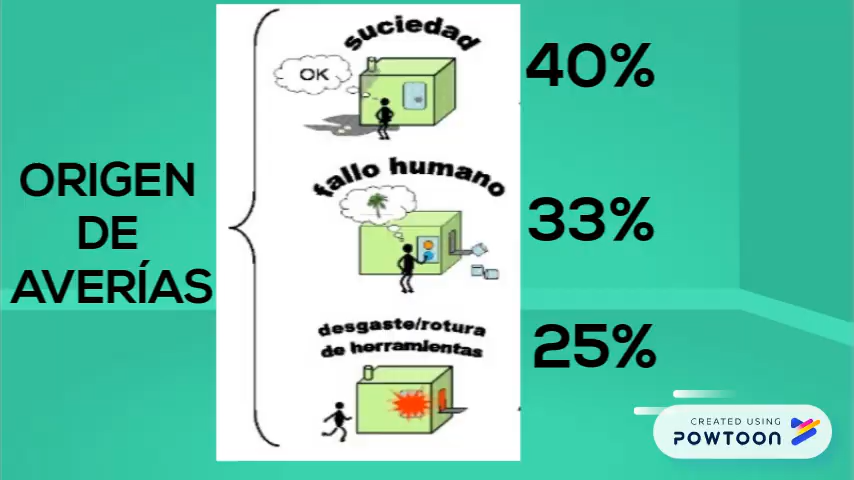 ORIGEN
DE
AVERÍAS
suciedad
OK
40%
fallo humano
33%
desgaste/rotura
de herramientas
25%
CREATED USING
POWTOON